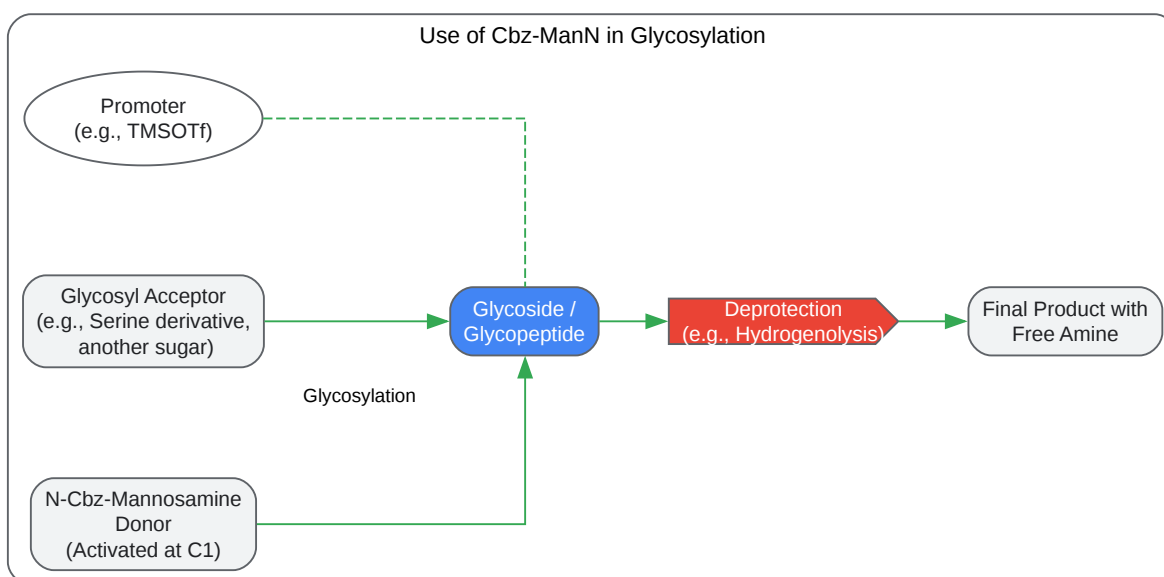 Use of Cbz-ManN in Glycosylation
Promoter
(e.g., TMSOTf)
Glycosyl Acceptor
(e.g., Serine derivative,
another sugar)
Glycoside /
Glycopeptide
Deprotection
(e.g., Hydrogenolysis)
Final Product with
Free Amine
Glycosylation
N-Cbz-Mannosamine
Donor
(Activated at C1)